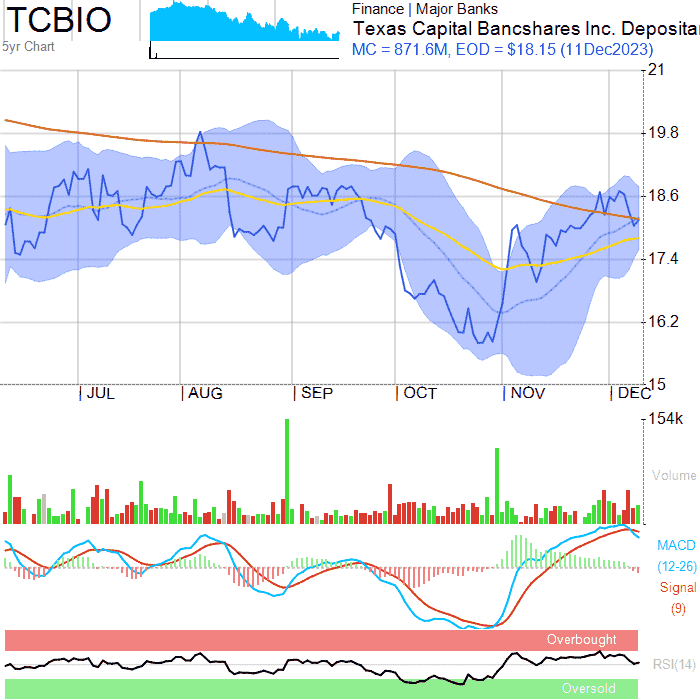 TCBIO
5yr Chart
Finance | Major Banks
Texas Capital Bancshares Inc. Depositar
MC = 871.6M, EOD = $18.15 (11Dec2023)
21
19.8
18.6
17.4
16.2
15
| JUL
| AUG
| SEP
| OCT
| NOV
| DEC
154k
Volume
MACD
(12-26)
Signal
(9)
Overbought
RSI(14)
Oversold